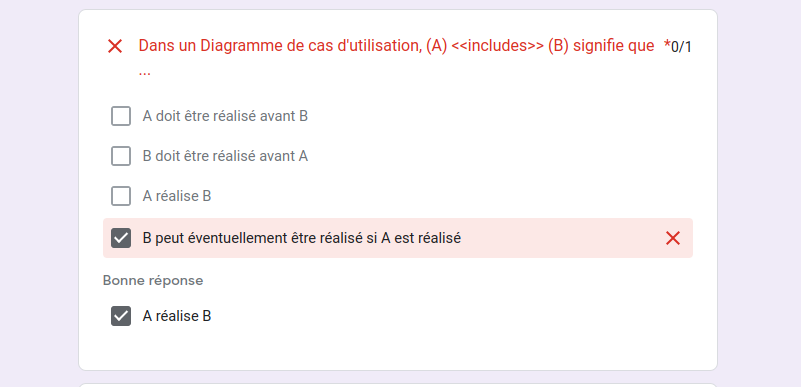 Dans un Diagramme de cas d'utilisation, (A) <<includes>> (B) signifie que *0/1
...
A doit être réalisé avant B
B doit être réalisé avant A
A réalise B
B peut éventuellement être réalisé si A est réalisé
Bonne réponse
A réalise B